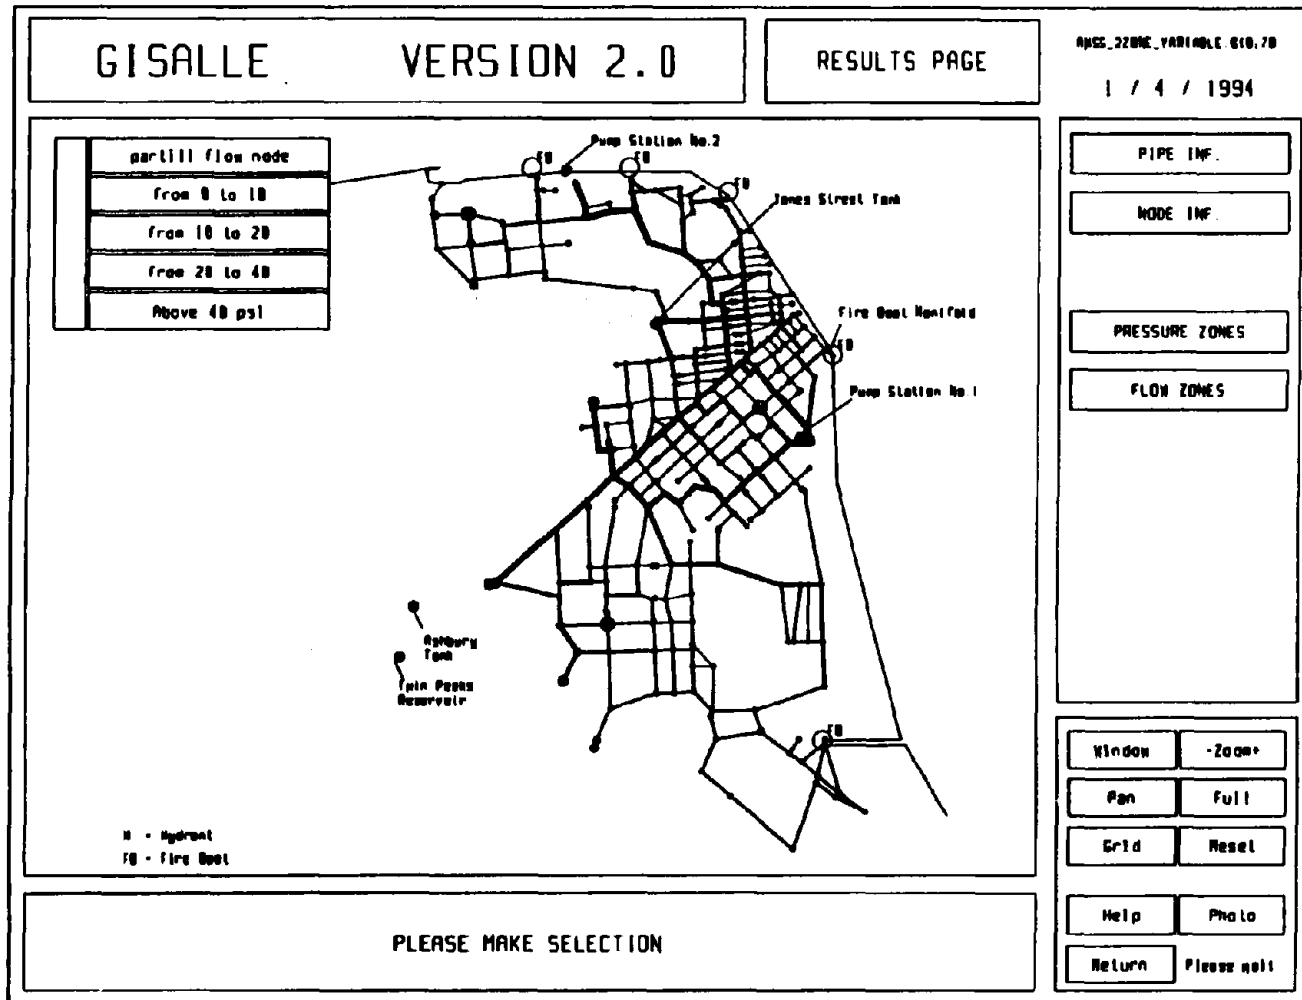 GISALLE VERSION 2.0
RESULTS PAGE
1 / 4 / 1994
partill flow node
from 0 to 10
from 10 to 20
from 20 to 40
Above 40 psi
FB
Pump Station No.2
FB
FB
Jones Street Tank
Fire Boat Manifold
FB
Pump Station No.1
Ashbury
Tank
Twin Peaks
Reservoir
FB
H - Hydrant
FB - Fire Boat
PIPE INF.
NODE INF.
PRESSURE ZONES
FLOW ZONES
Window
-Zoom+
Pan
Full
Grid
Reset
Help
Photo
Return
Please wait
PLEASE MAKE SELECTION